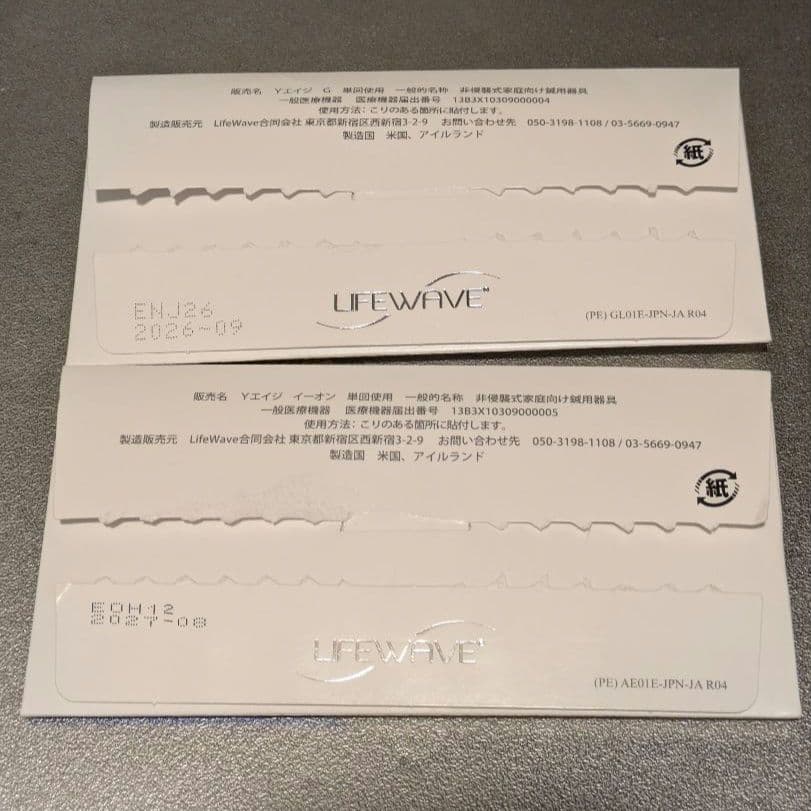 販売名 Yエイジ G 単回使用 一般的名称 非侵襲式家庭向け鍼用器具
一般医療機器 医療機器届出番号 13B3X10309000004
使用方法：こりのある箇所に貼付します。
製造販売元 LifeWave合同会社 東京都新宿区西新宿3-2-9 お問い合わせ先 050-3198-1108 / 03-5669-0947
製造国 米国、アイルランド
紙
ENJ26
2026-09
LIFEWAVE
(PE) GL01E-JPN-JA R04
販売名 Yエイジ イーオン 単回使用 一般的名称 非侵襲式家庭向け鍼用器具
一般医療機器 医療機器届出番号 13B3X10309000005
使用方法：こりのある箇所に貼付します。
製造販売元 LifeWave合同会社 東京都新宿区西新宿3-2-9 お問い合わせ先 050-3198-1108 / 03-5669-0947
製造国 米国、アイルランド
紙
EOH12
2027-08
LIFEWAVE
(PE) AE01E-JPN-JA R04